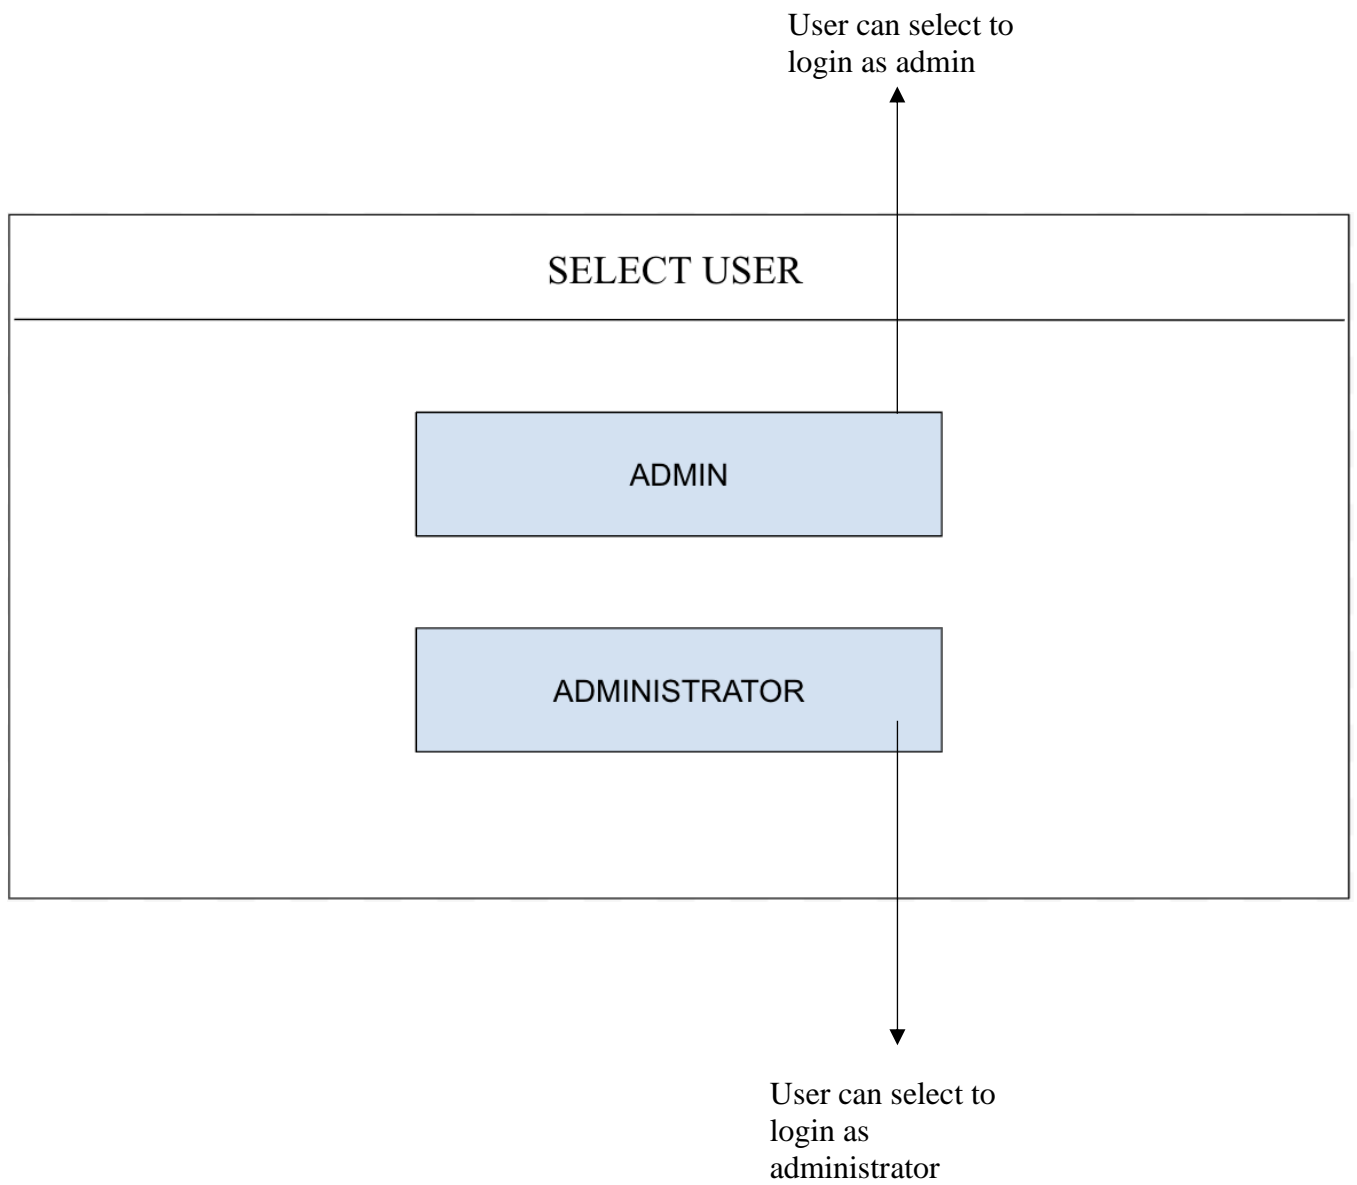 User can select to
login as admin
SELECT USER
ADMIN
ADMINISTRATOR
User can select to
login as
administrator